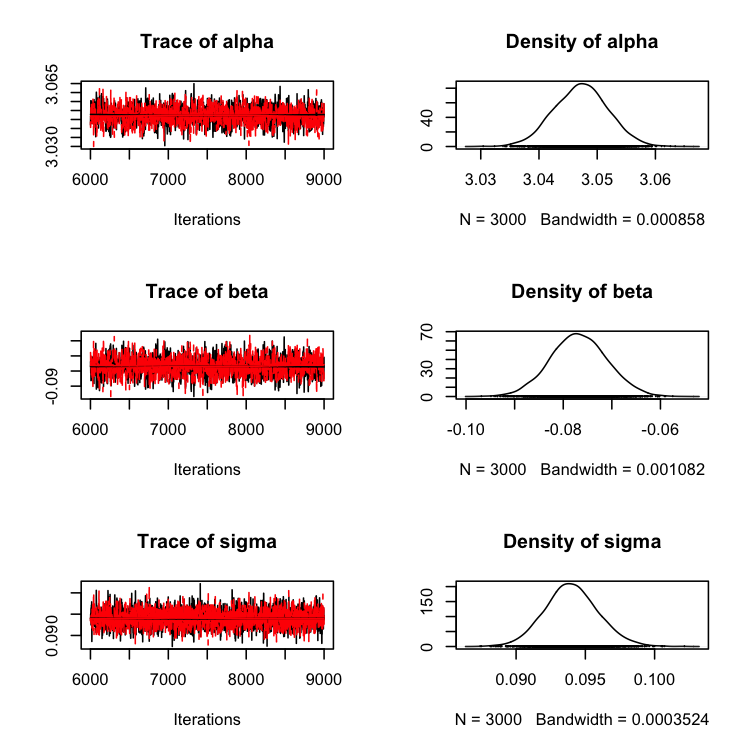 Trace of alpha
3.065
3.030
6000 7000 8000 9000
Iterations
Density of alpha
40
0
3.03 3.04 3.05 3.06
N = 3000 Bandwidth = 0.000858
Trace of beta
-0.09
6000 7000 8000 9000
Iterations
Density of beta
70
30
0
-0.10 -0.08 -0.06
N = 3000 Bandwidth = 0.001082
Trace of sigma
0.090
6000 7000 8000 9000
Iterations
Density of sigma
150
0
0.090 0.095 0.100
N = 3000 Bandwidth = 0.0003524